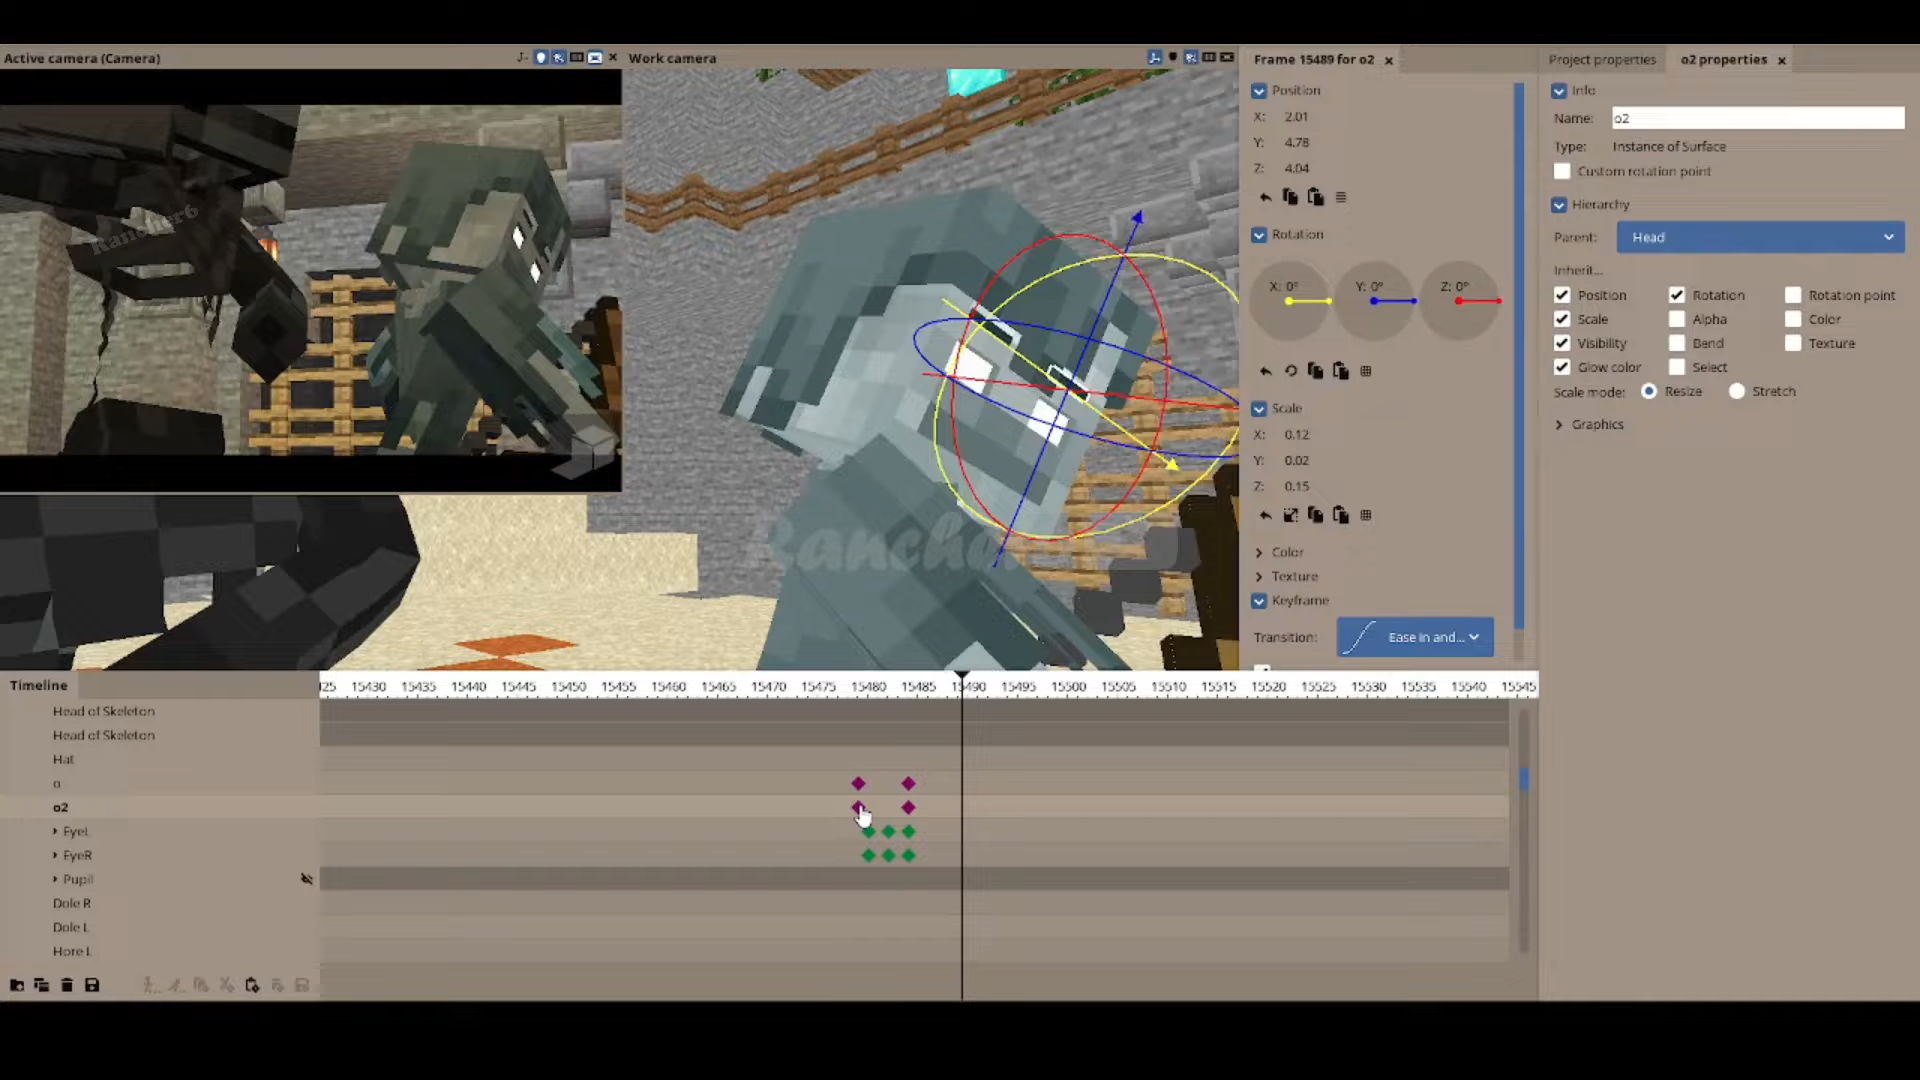 Active camera (Camera)
Work camera
Frame 15489 for o2
Project properties
o2 properties
Rancher6
Position
X: 2.01
Y: 4.78
Z: 4.04
Rotation
X: 0° Y: 0° Z: 0°
Scale
X: 0.12
Y: 0.02
Z: 0.15
Color
Texture
Keyframe
Transition: Ease in and...
Info
Name: o2
Type: Instance of Surface
Custom rotation point
Hierarchy
Parent: Head
Inherit...
Position Rotation Rotation point
Scale Alpha Color
Visibility Bend Texture
Glow color Select
Scale mode: Resize Stretch
Graphics
Timeline
25 15430 15435 15440 15445 15450 15455 15460 15465 15470 15475 15480 15485 15490 15495 15500 15505 15510 15515 15520 15525 15530 15535 15540 15545
Head of Skeleton
Head of Skeleton
Hat
o
o2
EyeL
EyeR
Pupil
Dole R
Dole L
Hore L